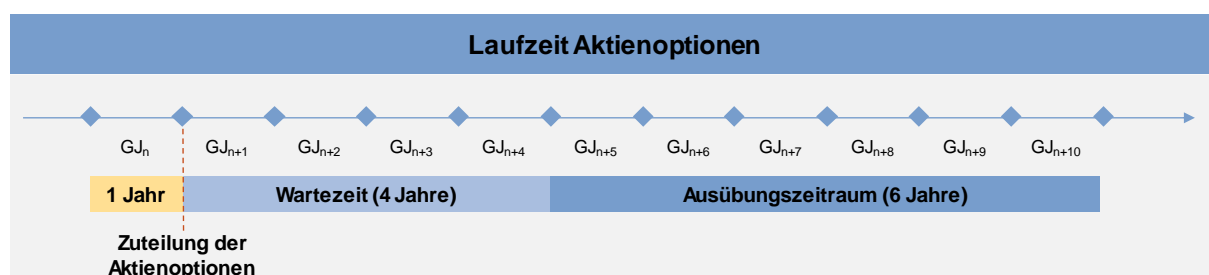 Laufzeit Aktienoptionen
GJn GJn+1 GJn+2 GJn+3 GJn+4 GJn+5 GJn+6 GJn+7 GJn+8 GJn+9 GJn+10
1 Jahr Wartezeit (4 Jahre) Ausübungszeitraum (6 Jahre)
Zuteilung der
Aktienoptionen